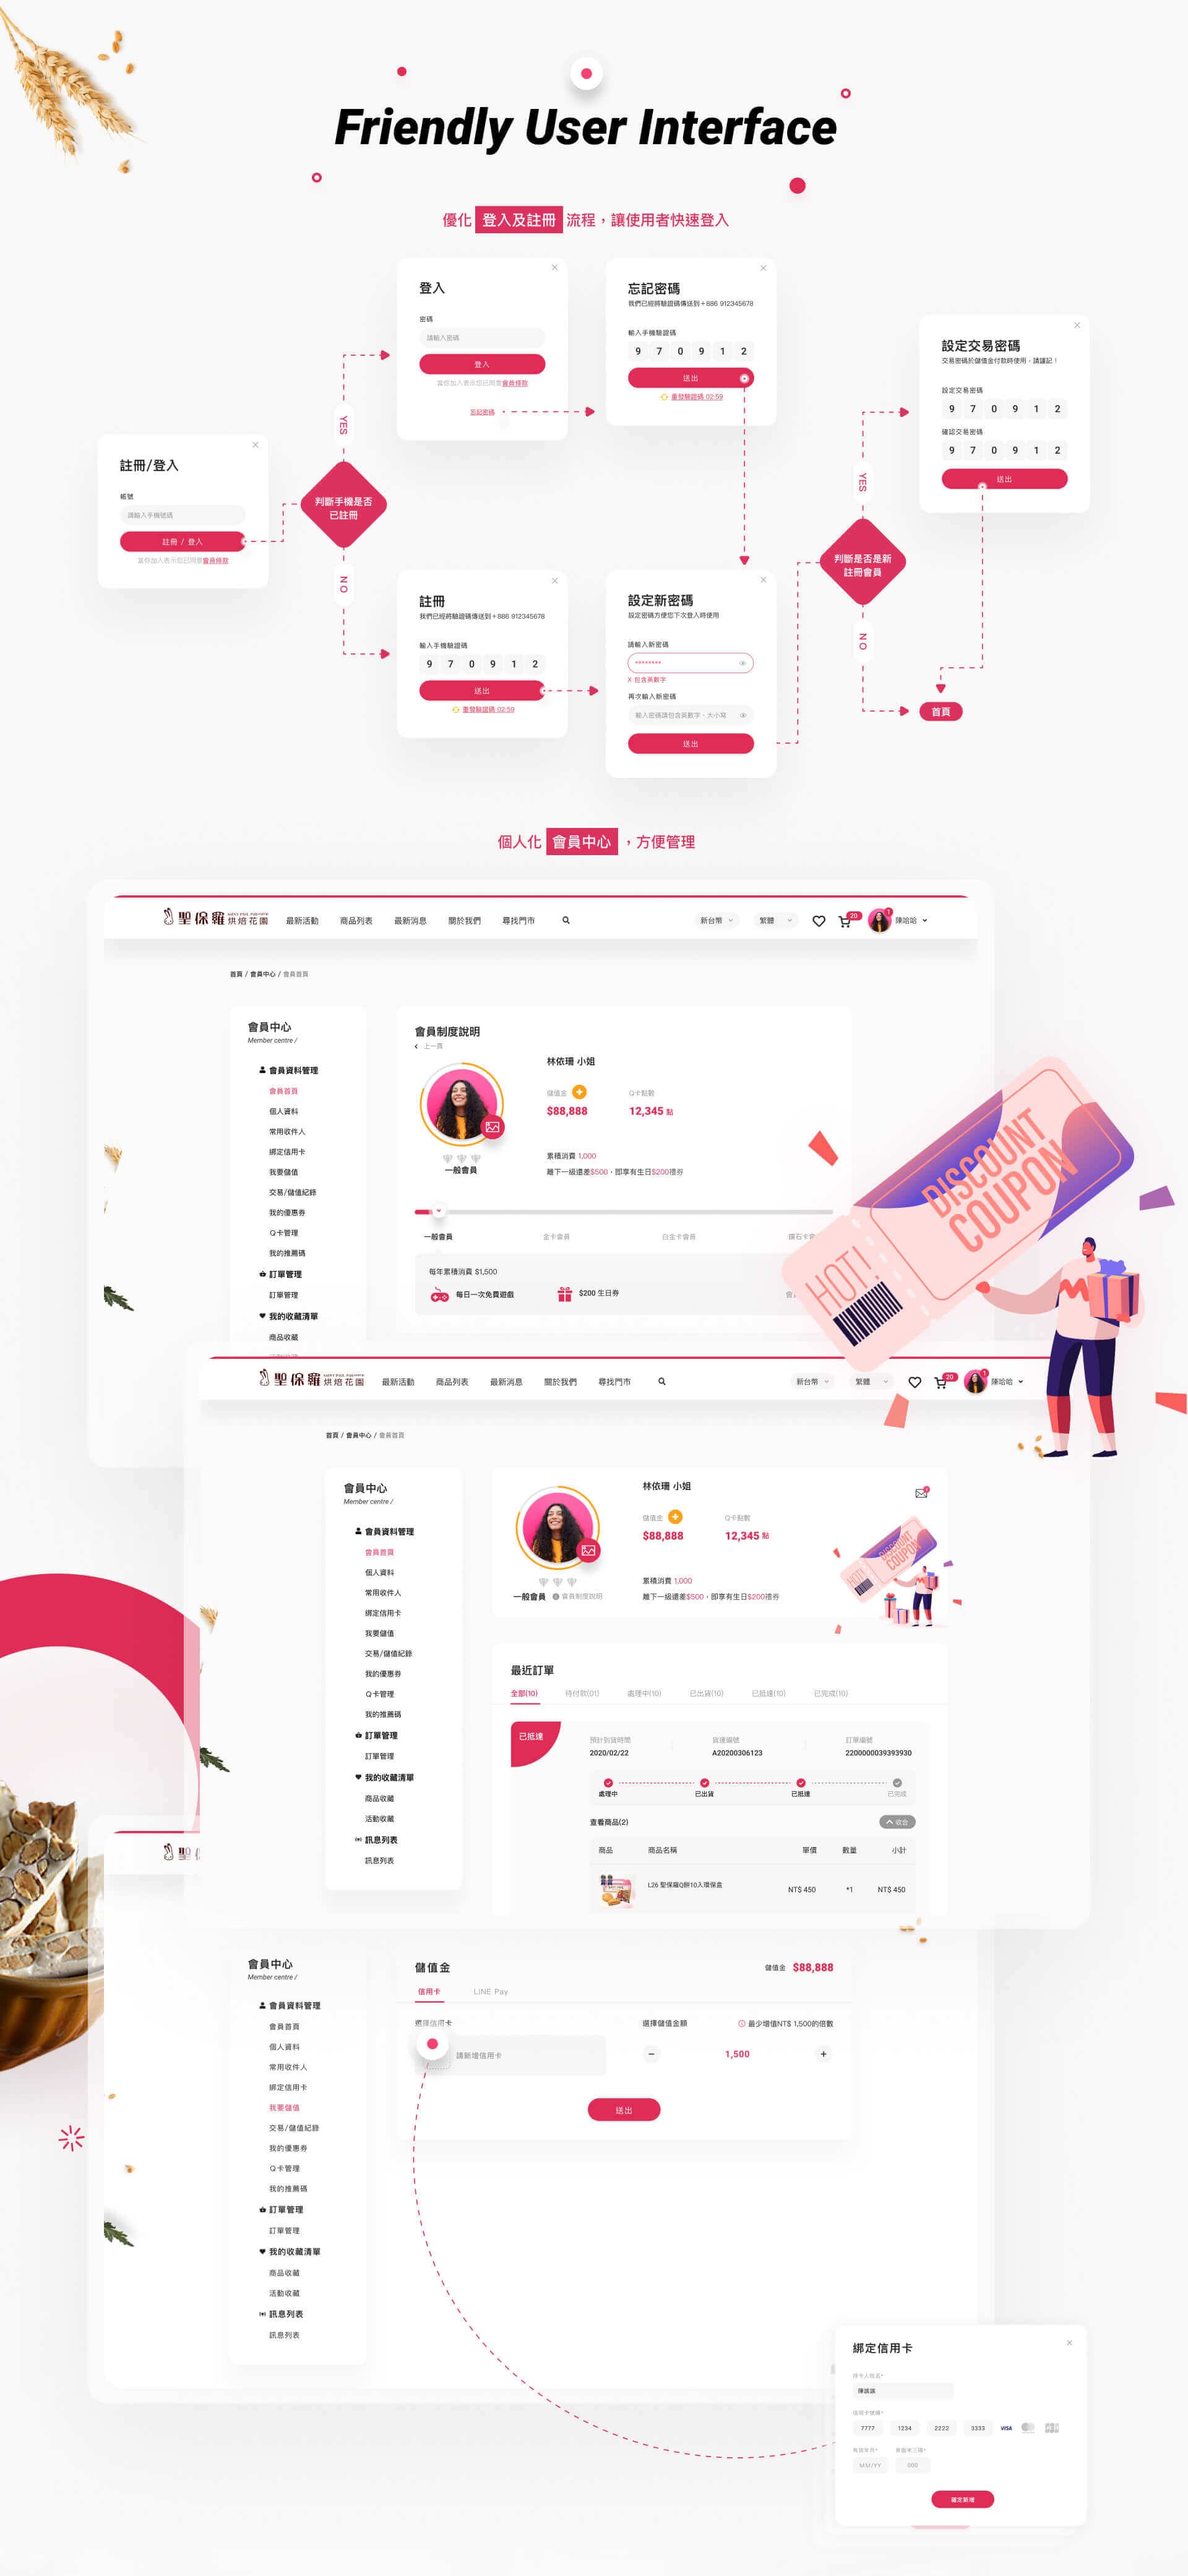 Friendly User Interface
優化 登入及註冊 流程，讓使用者快速登入
註冊/登入
帳號
請輸入手機號碼
註冊 / 登入
當你加入表示您已同意會員條款
判斷手機是否
已註冊
YES
NO
登入
密碼
請輸入密碼
登入
當你加入表示您已同意會員條款
忘記密碼
忘記密碼
我們已經將驗證碼傳送到+886 912345678
輸入手機驗證碼
9 7 0 9 1 2
送出
重發驗證碼 02:59
註冊
我們已經將驗證碼傳送到+886 912345678
輸入手機驗證碼
9 7 0 9 1 2
送出
重發驗證碼 02:59
設定新密碼
設定密碼方便您下次登入時使用
請輸入新密碼
********
X 包含英數字
再次輸入新密碼
輸入密碼請包含英數字，大小寫
送出
判斷是否是新
註冊會員
YES
NO
設定交易密碼
交易密碼於儲值金付款時使用，請謹記！
設定交易密碼
9 7 0 9 1 2
確認交易密碼
9 7 0 9 1 2
送出
首頁
個人化 會員中心 ，方便管理
聖保羅 烘焙花園 最新活動 商品列表 最新消息 關於我們 尋找門市 新台幣 繁體 20 1 陳哈哈
首頁 / 會員中心 / 會員首頁
會員中心
Member centre /
會員資料管理
會員首頁
個人資料
常用收件人
綁定信用卡
我要儲值
交易/儲值紀錄
我的優惠券
Q卡管理
我的推薦碼
訂單管理
訂單管理
我的收藏清單
商品收藏
會員制度說明
上一頁
林依珊 小姐
儲值金 Q卡點數
$88,888 12,345 點
一般會員
累積消費 1,000
離下一級還差$500，即享有生日$200禮券
一般會員 金卡會員 白金卡會員
每年累積消費 $1,500
每日一次免費遊戲 $200 生日券
DISCOUNT
COUPON
HOT!
聖保羅 烘焙花園 最新活動 商品列表 最新消息 關於我們 尋找門市 新台幣 繁體 20 1 陳哈哈
首頁 / 會員中心 / 會員首頁
會員中心
Member centre /
會員資料管理
會員首頁
個人資料
常用收件人
綁定信用卡
我要儲值
交易/儲值紀錄
我的優惠券
Q卡管理
我的推薦碼
訂單管理
訂單管理
我的收藏清單
商品收藏
活動收藏
訊息列表
訊息列表
林依珊 小姐
儲值金 Q卡點數
$88,888 12,345 點
累積消費 1,000
一般會員 會員制度說明 離下一級還差$500，即享有生日$200禮券
DISCOUNT
COUPON
HOT!
最近訂單
全部(10) 待付款(01) 處理中(10) 已出貨(10) 已抵達(10) 已完成(10)
已抵達
預計到貨時間 貨運編號 訂單編號
2020/02/22 A20200306123 2200000039393930
處理中 已出貨 已抵達 已完成
查看商品(2) 收合
商品 商品名稱 單價 數量 小計
L26 聖保羅Q餅10入環保盒 NT$ 450 *1 NT$ 450
會員中心
Member centre /
會員資料管理
會員首頁
個人資料
常用收件人
綁定信用卡
我要儲值
交易/儲值紀錄
我的優惠券
Q卡管理
我的推薦碼
訂單管理
訂單管理
我的收藏清單
商品收藏
活動收藏
訊息列表
訊息列表
儲值金 儲值金 $88,888
信用卡 LINE Pay
選擇信用卡 選擇儲值金額 最少增值NT$ 1,500的倍數
請新增信用卡 1,500
送出
綁定信用卡
持卡人姓名*
信用卡號碼*
7777 1234 2222 3333 VISA
MM/YY 000
確定新增